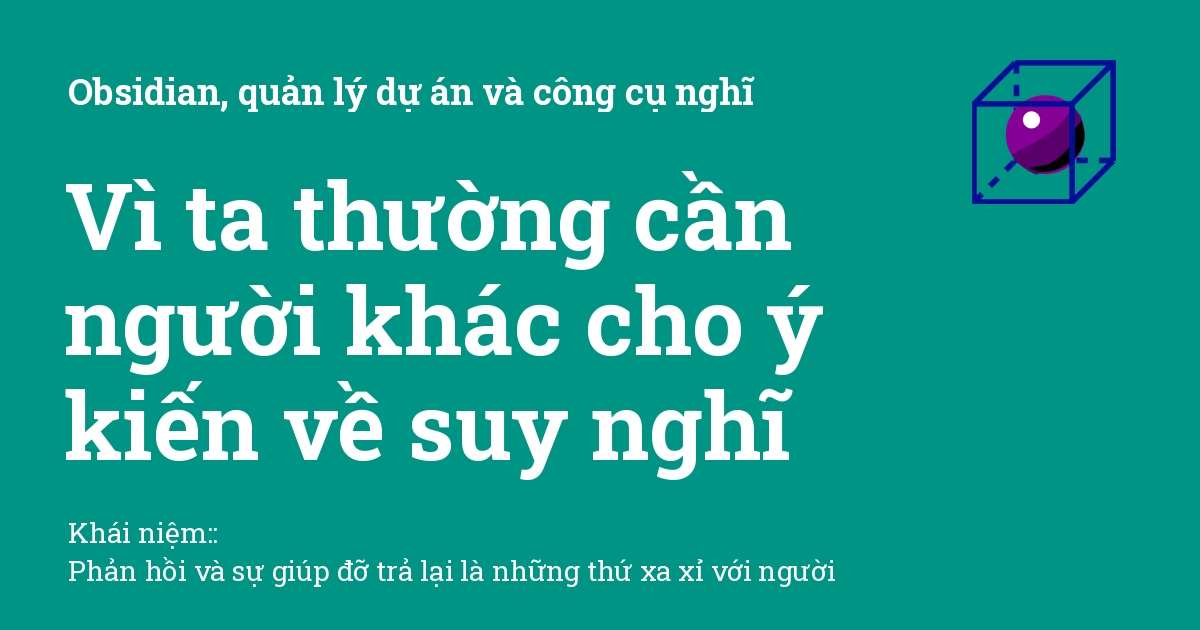 Obsidian, quản lý dự án và công cụ nghĩ
Vì ta thường cần
người khác cho ý
kiến về suy nghĩ
Khái niệm::
Phản hồi và sự giúp đỡ trả lại là những thứ xa xỉ với người